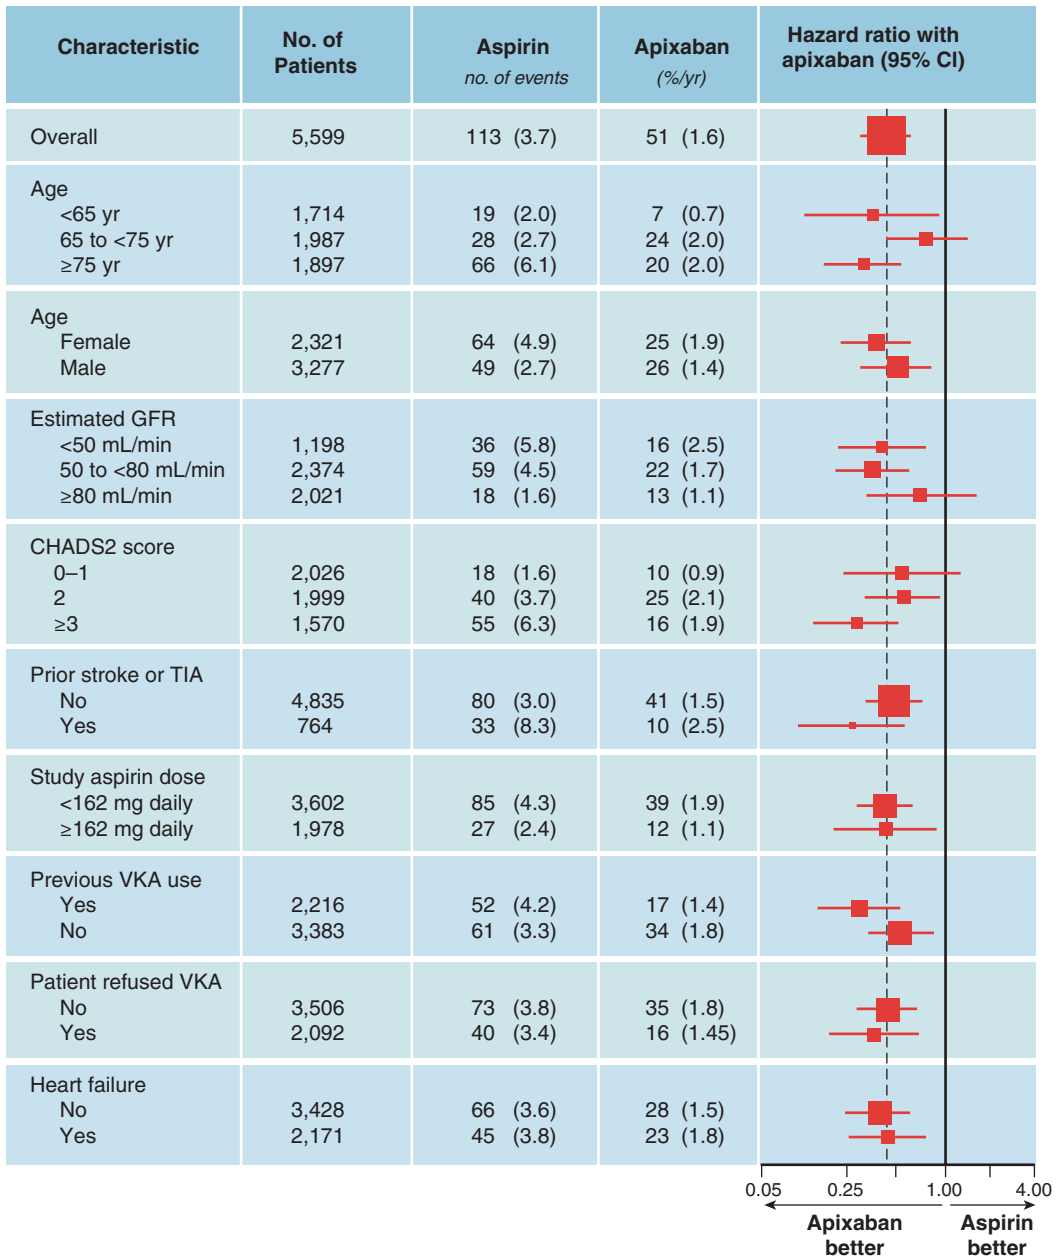 Characteristic No. of Patients Aspirin Apixaban Hazard ratio with apixaban (95% CI)
no. of events (%/yr)
Overall 5,599 113 (3.7) 51 (1.6)
Age
<65 yr 1,714 19 (2.0) 7 (0.7)
65 to <75 yr 1,987 28 (2.7) 24 (2.0)
≥75 yr 1,897 66 (6.1) 20 (2.0)
Age
Female 2,321 64 (4.9) 25 (1.9)
Male 3,277 49 (2.7) 26 (1.4)
Estimated GFR
<50 mL/min 1,198 36 (5.8) 16 (2.5)
50 to <80 mL/min 2,374 59 (4.5) 22 (1.7)
≥80 mL/min 2,021 18 (1.6) 13 (1.1)
CHADS2 score
0–1 2,026 18 (1.6) 10 (0.9)
2 1,999 40 (3.7) 25 (2.1)
≥3 1,570 55 (6.3) 16 (1.9)
Prior stroke or TIA
No 4,835 80 (3.0) 41 (1.5)
Yes 764 33 (8.3) 10 (2.5)
Study aspirin dose
<162 mg daily 3,602 85 (4.3) 39 (1.9)
≥162 mg daily 1,978 27 (2.4) 12 (1.1)
Previous VKA use
Yes 2,216 52 (4.2) 17 (1.4)
No 3,383 61 (3.3) 34 (1.8)
Patient refused VKA
No 3,506 73 (3.8) 35 (1.8)
Yes 2,092 40 (3.4) 16 (1.45)
Heart failure
No 3,428 66 (3.6) 28 (1.5)
Yes 2,171 45 (3.8) 23 (1.8)
0.05 0.25 1.00 4.00
Apixaban better Aspirin better